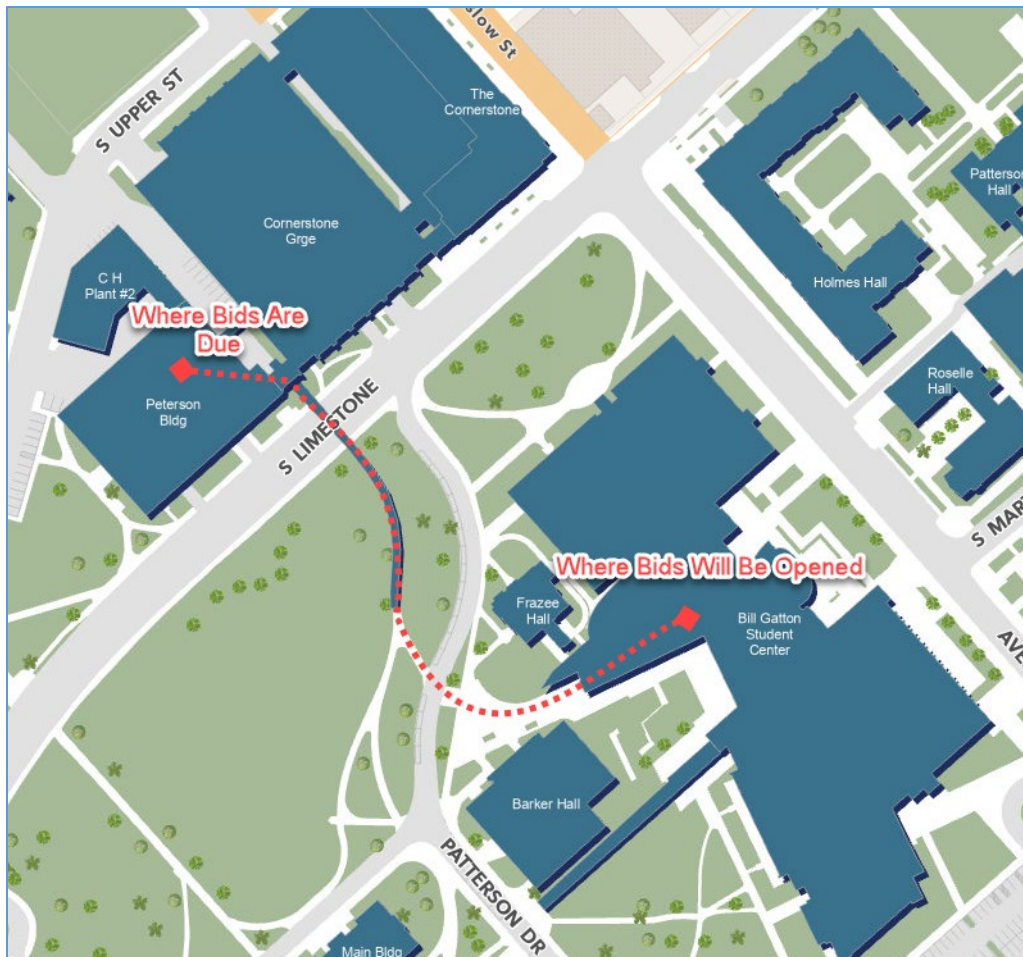 slow St
S UPPER ST
The
Cornerstone
Cornerstone
Grge
Patterson
Hall
C H
Plant #2
Holmes Hall
Where Bids Are
Due
Peterson
Bldg
Roselle
Hall
S LIMESTONE
S MAR
Where Bids Will Be Opened
Frazee
Hall
Bill Gatton
Student
Center
AVE
Barker Hall
PATTERSON DR
Main Bldg